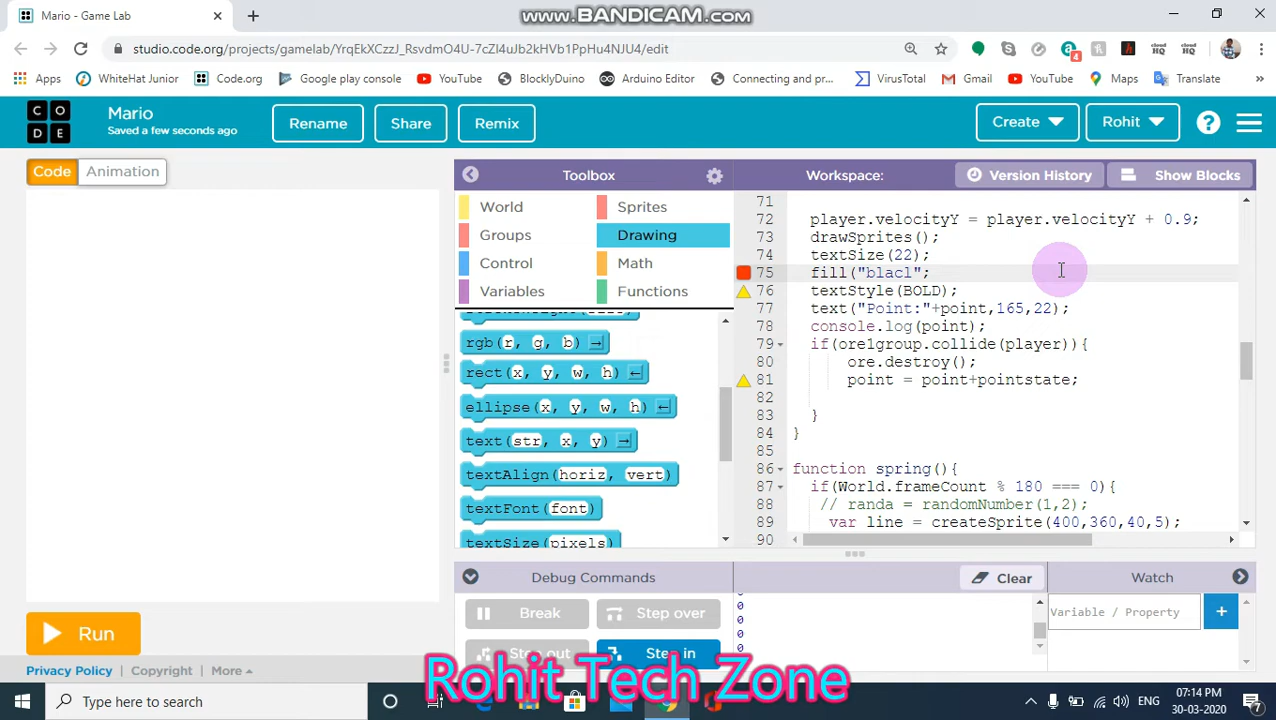 Mario - Game Lab
www.BANDICAM.com
studio.code.org/projects/gamelab/YrqEkXCzzJ_RsvdmO4U-7cZl4uJb2kHVb1PpHu4NJU4/edit
4
Apps
WhiteHat Junior
Code.org
Google play console
YouTube
BlocklyDuino
Arduino Editor
Connecting and pr...
VirusTotal
Gmail
YouTube
Maps
Translate
C O D E
Mario
Saved a few seconds ago
Rename
Share
Remix
Create
Rohit
?
Code
Animation
Toolbox
Workspace:
Version History
Show Blocks
World
Sprites
Groups
Drawing
Control
Math
Variables
Functions
rgb(r, g, b)
rect(x, y, w, h)
ellipse(x, y, w, h)
text(str, x, y)
textAlign(horiz, vert)
textFont(font)
textSize(pixels)
71
72 player.velocityY = player.velocityY + 0.9;
73 drawSprites();
74 textSize(22);
75 fill("blacl";
76 textStyle(BOLD);
77 text("Point:"+point,165,22);
78 console.log(point);
79 if(ore1group.collide(player)){
80 ore.destroy();
81 point = point+pointstate;
82
83 }
84 }
85
86 function spring(){
87 if(World.frameCount % 180 === 0){
88 // randa = randomNumber(1,2);
89 var line = createSprite(400,360,40,5);
90
Debug Commands
Clear
Watch
Break
Step over
Step out
Step in
0
0
0
0
Variable / Property
Run
Privacy Policy
Copyright
More
Rohit Tech Zone
Type here to search
ENG
07:14 PM
30-03-2020
7